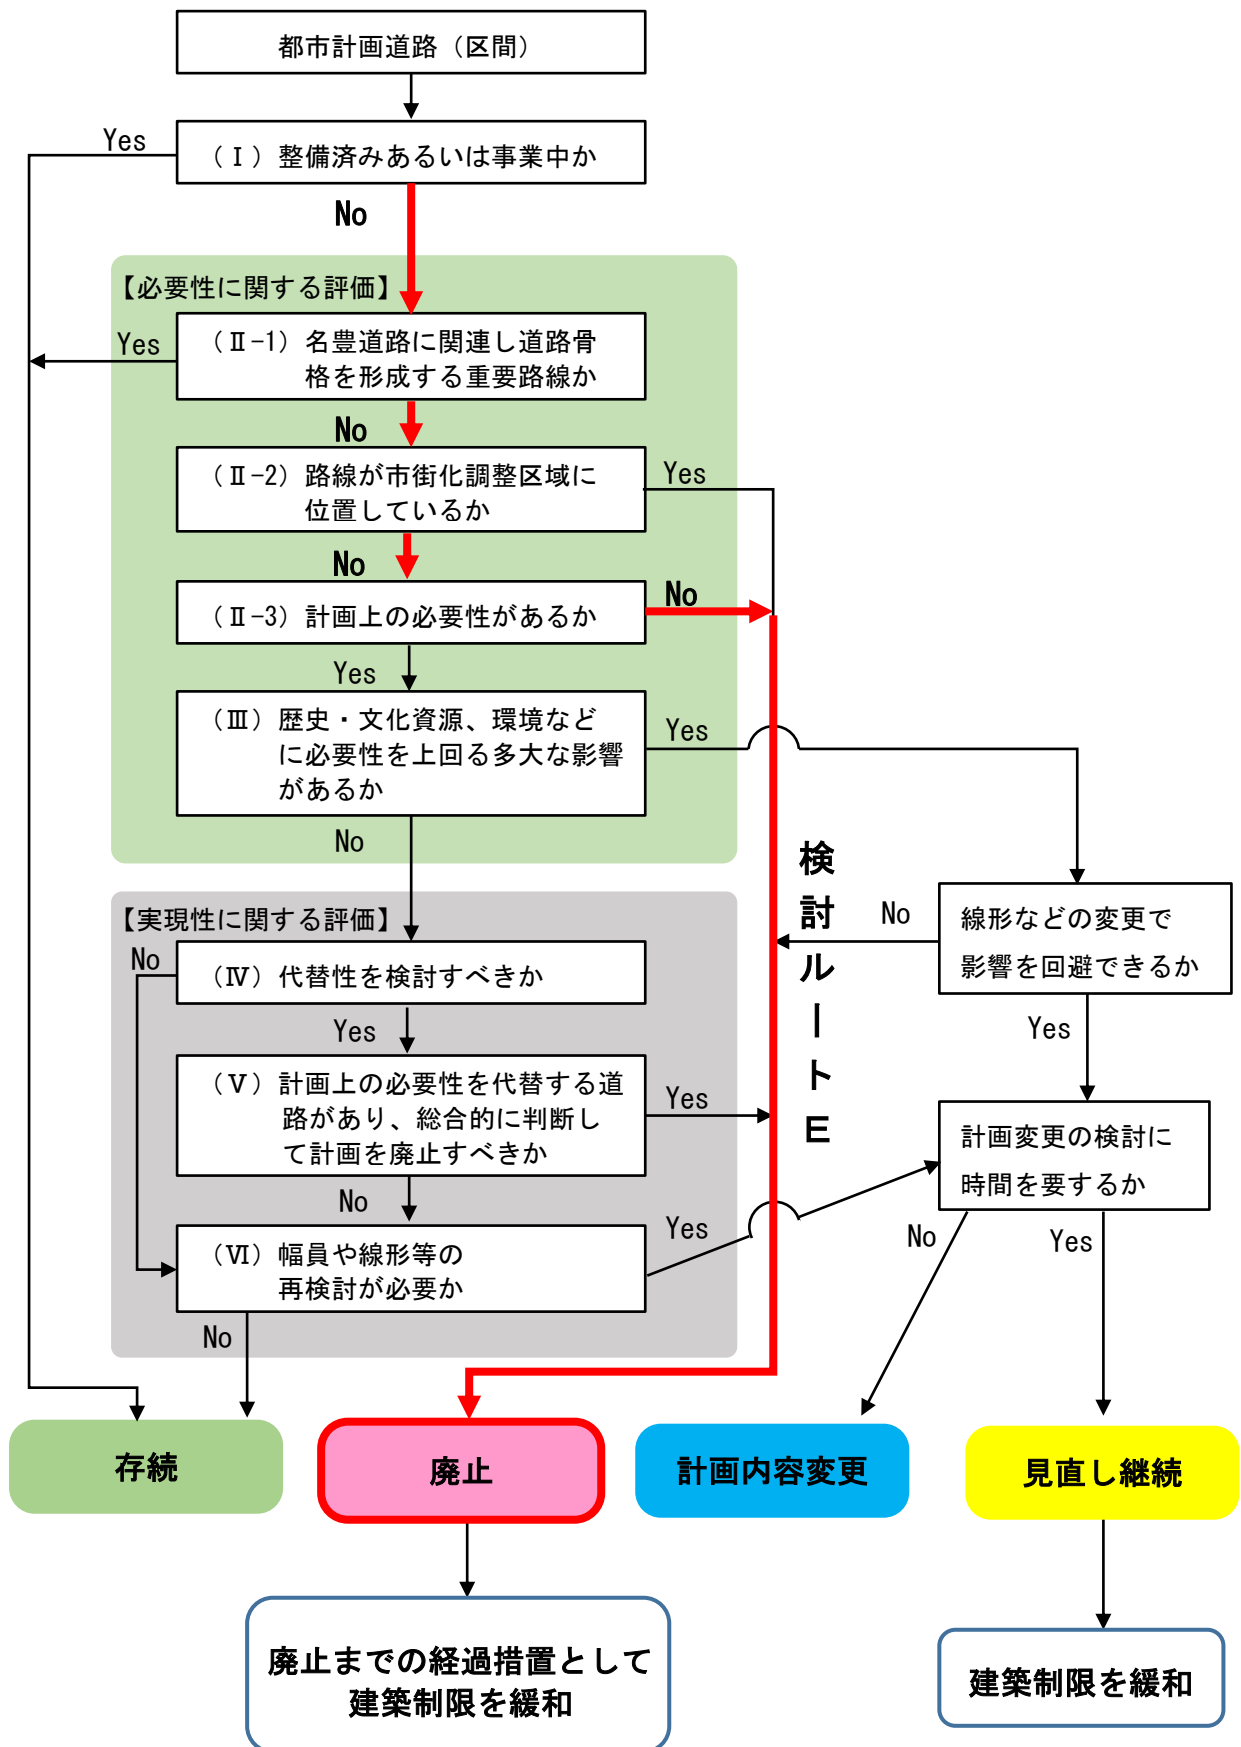 都市計画道路（区間）
Yes
（Ⅰ）整備済みあるいは事業中か
No
【必要性に関する評価】
Yes
（Ⅱ-1）名豊道路に関連し道路骨
格を形成する重要路線か
No
（Ⅱ-2）路線が市街化調整区域に
位置しているか
Yes
No
（Ⅱ-3）計画上の必要性があるか
No
Yes
（Ⅲ）歴史・文化資源、環境など
に必要性を上回る多大な影響
があるか
Yes
No
検討ルートE
【実現性に関する評価】
No
（Ⅳ）代替性を検討すべきか
No
線形などの変更で
影響を回避できるか
Yes
Yes
（Ⅴ）計画上の必要性を代替する道
路があり、総合的に判断し
て計画を廃止すべきか
Yes
計画変更の検討に
時間を要するか
No
（Ⅵ）幅員や線形等の
再検討が必要か
Yes
No
Yes
No
存続
廃止
計画内容変更
見直し継続
廃止までの経過措置として
建築制限を緩和
建築制限を緩和